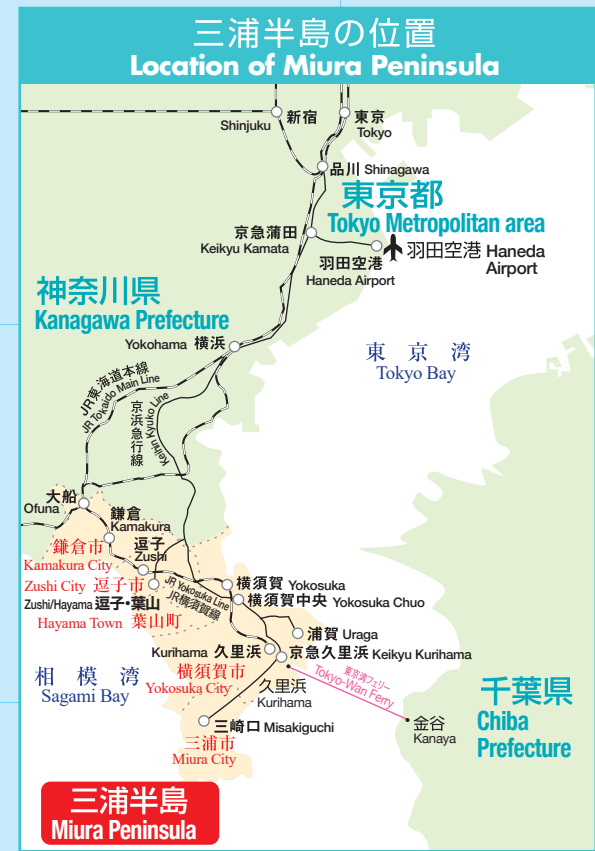 三浦半島の位置
Location of Miura Peninsula
新宿
Shinjuku
東京
Tokyo
品川 Shinagawa
東京都
Tokyo Metropolitan area
京急蒲田
Keikyu Kamata
羽田空港
Haneda Airport
羽田空港 Haneda
Airport
神奈川県
Kanagawa Prefecture
Yokohama 横浜
東京湾
Tokyo Bay
JR東海道本線
JR Tokaido Main Line
京浜急行線
Keihin Kyuko Line
大船
Ofuna
鎌倉
Kamakura
鎌倉市
Kamakura City
逗子
Zushi
Zushi City 逗子市
Zushi/Hayama 逗子・葉山
Hayama Town 葉山町
JR Yokosuka Line
JR横須賀線
横須賀 Yokosuka
横須賀中央 Yokosuka Chuo
浦賀 Uraga
Kurihama 久里浜
京急久里浜 Keikyu Kurihama
横須賀市
Yokosuka City
久里浜
Kurihama
東京湾フェリー
Tokyo-Wan Ferry
相模湾
Sagami Bay
三崎口 Misakiguchi
三浦市
Miura City
金谷
Kanaya
千葉県
Chiba
Prefecture
三浦半島
Miura Peninsula